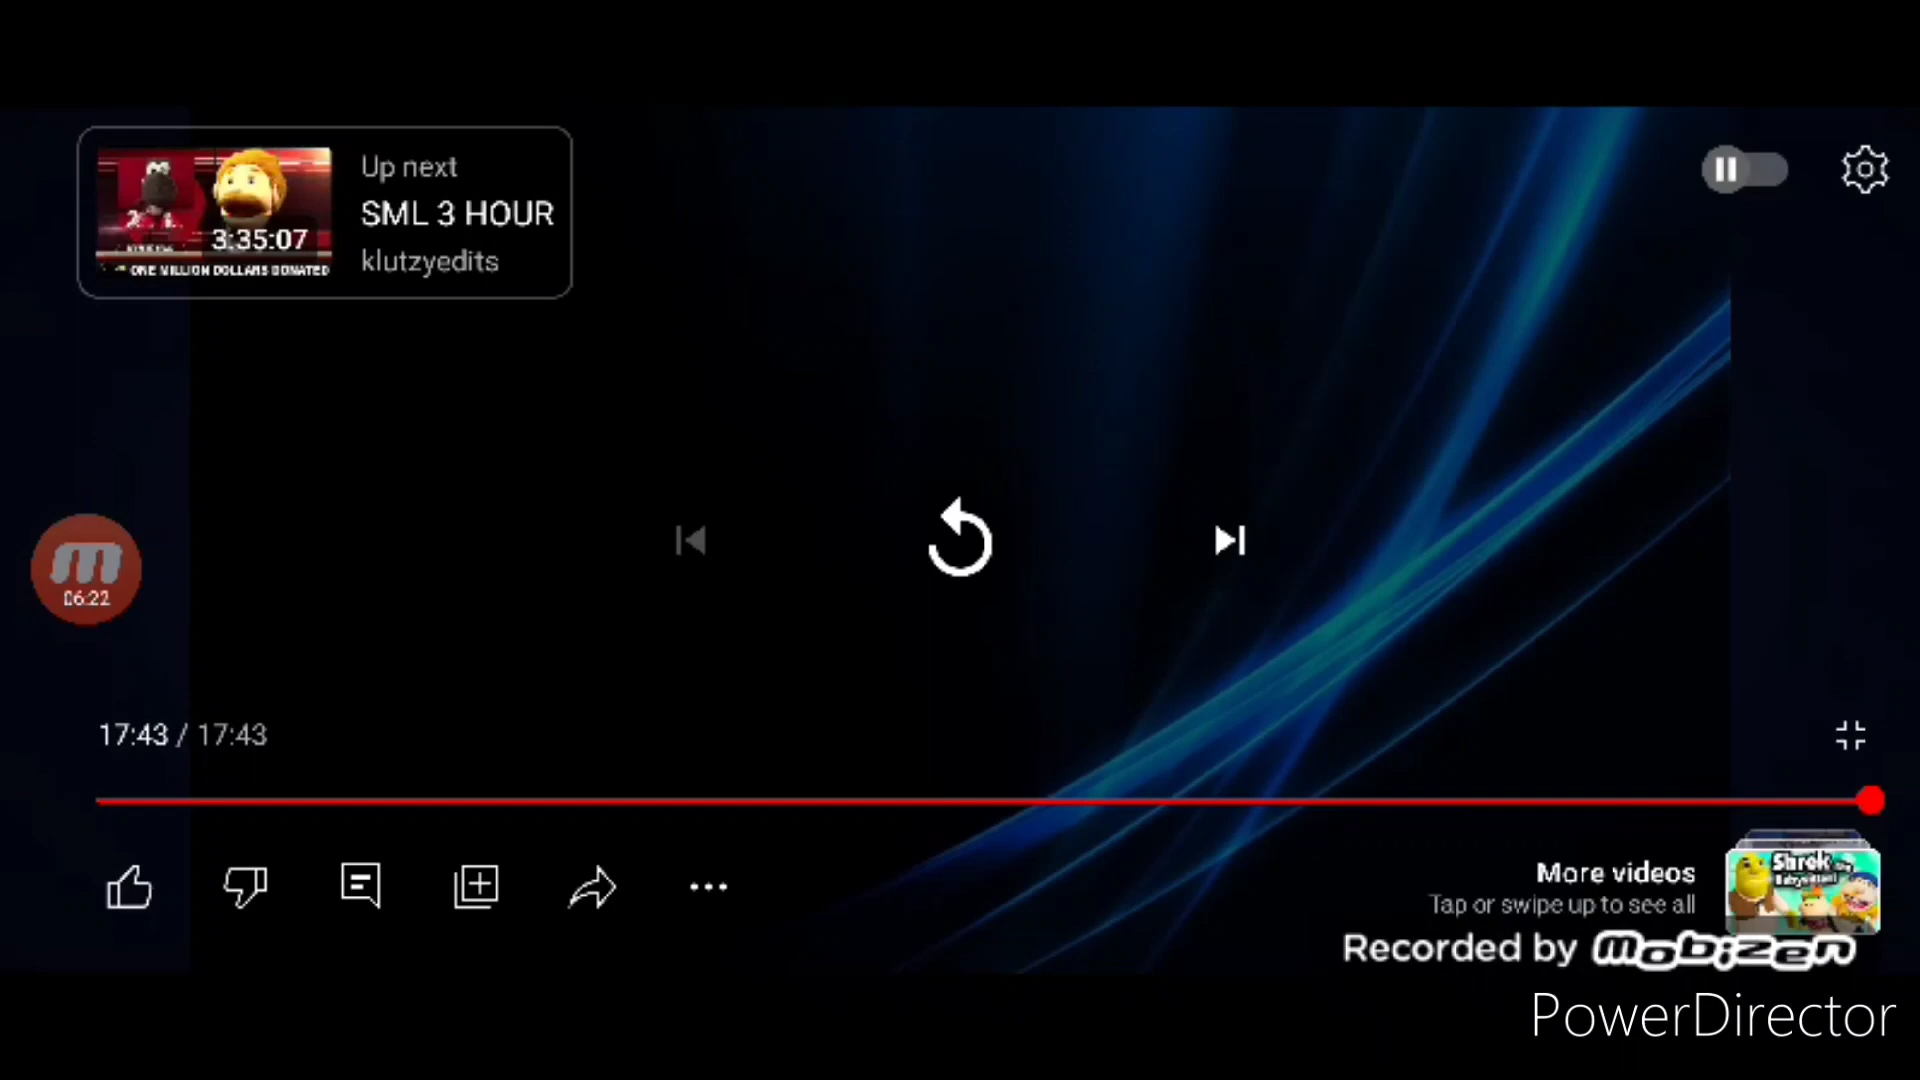 Up next
SML 3 HOUR
klutzyedits
3:35:07
ONE MILLION DOLLARS DONATED
06:22
17:43 / 17:43
More videos
Tap or swipe up to see all
Shrek
Recorded by mobizen
PowerDirector